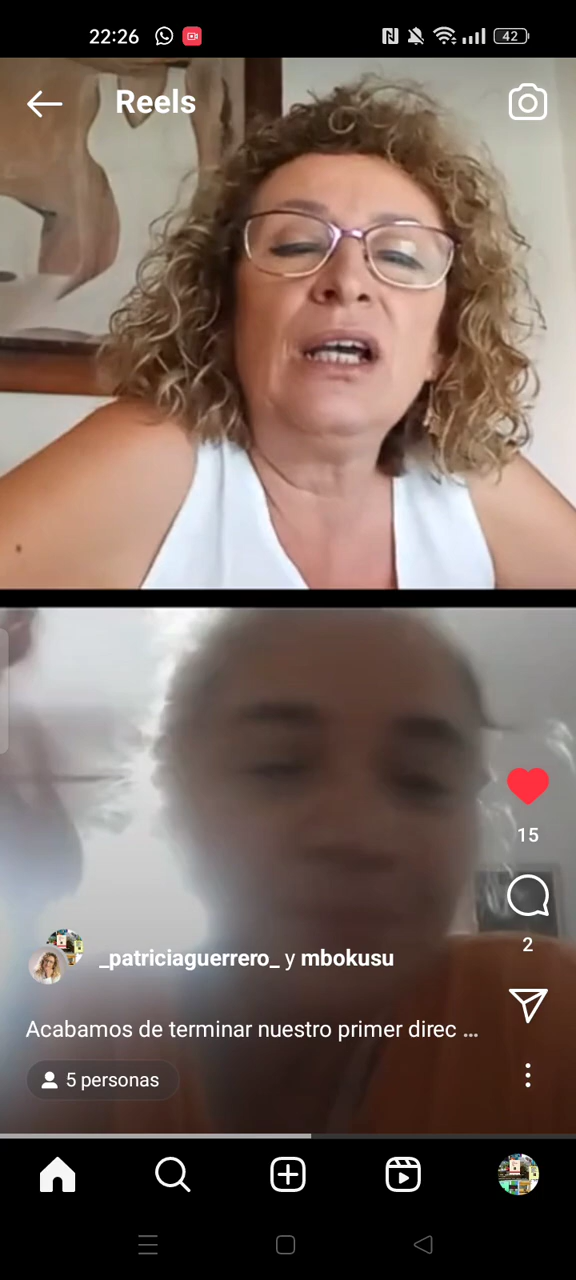 22:26
42
Reels
15
2
_patriciaguerrero_ y mbokusu
Acabamos de terminar nuestro primer direc ...
5 personas